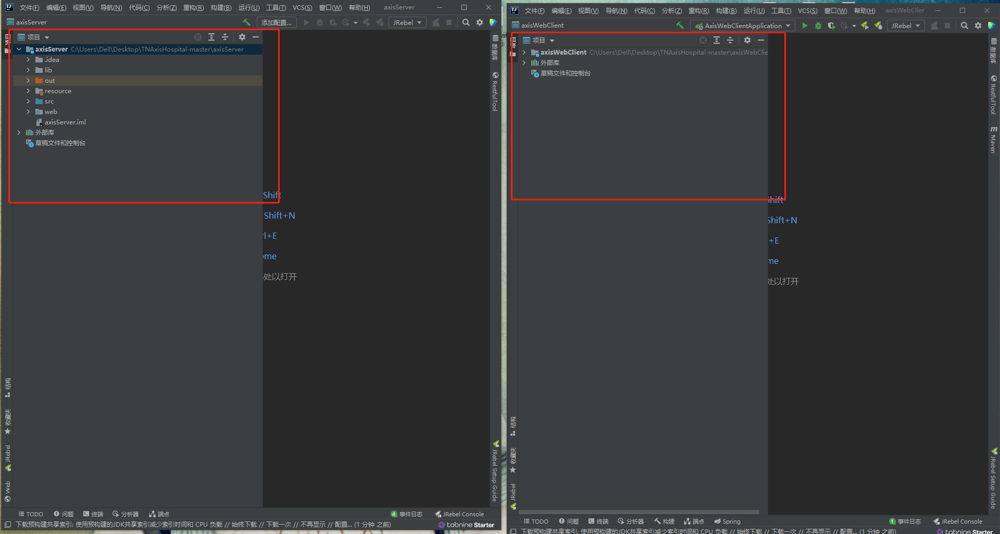 文件(F) 编辑(E) 视图(V) 导航(N) 代码(C) 分析(Z) 重构(R) 构建(B) 运行(U) 工具(T) VCS(S) 窗口(W) 帮助(H) axisServer
axisServer 添加配置... JRebel
项目
axisServer C:\Users\Dell\Desktop\TNAxisHospital-master\axisServer
.idea
lib
out
resource
src
web
axisServer.iml
外部库
草稿文件和控制台
Shift
Shift+N
+E
处以打开
结构
收藏夹
JRebel
Web
数据库
RestfulTool
JRebel Setup Guide
TODO 问题 终端 分析器 端点 4 事件日志 JRebel Console
下载预构建共享索引: 使用预构建的JDK共享索引减少索引时间和 CPU 负载 // 始终下载 // 下载一次 // 不再显示 // 配置... (1 分钟 之前) tabnine Starter
文件(F) 编辑(E) 视图(V) 导航(N) 代码(C) 分析(Z) 重构(R) 构建(B) 运行(U) 工具(T) VCS(S) 窗口(W) 帮助(H) axisWebClier
axisWebClient AxisWebClientApplication JRebel
项目
axisWebClient C:\Users\Dell\Desktop\TNAxisHospital-master\axisWebClie
外部库
草稿文件和控制台
Shift
Shift+N
+E
处以打开
结构
收藏夹
JRebel
数据库
RestfulTool
Maven
JRebel Setup Guide
TODO 问题 终端 分析器 构建 端点 Spring 1 事件日志 JRebel Console
下载预构建共享索引: 使用预构建的JDK共享索引减少索引时间和 CPU 负载 // 始终下载 // 下载一次 // 不再显示 // 配置... (1 分钟 之前) tabnine Starter